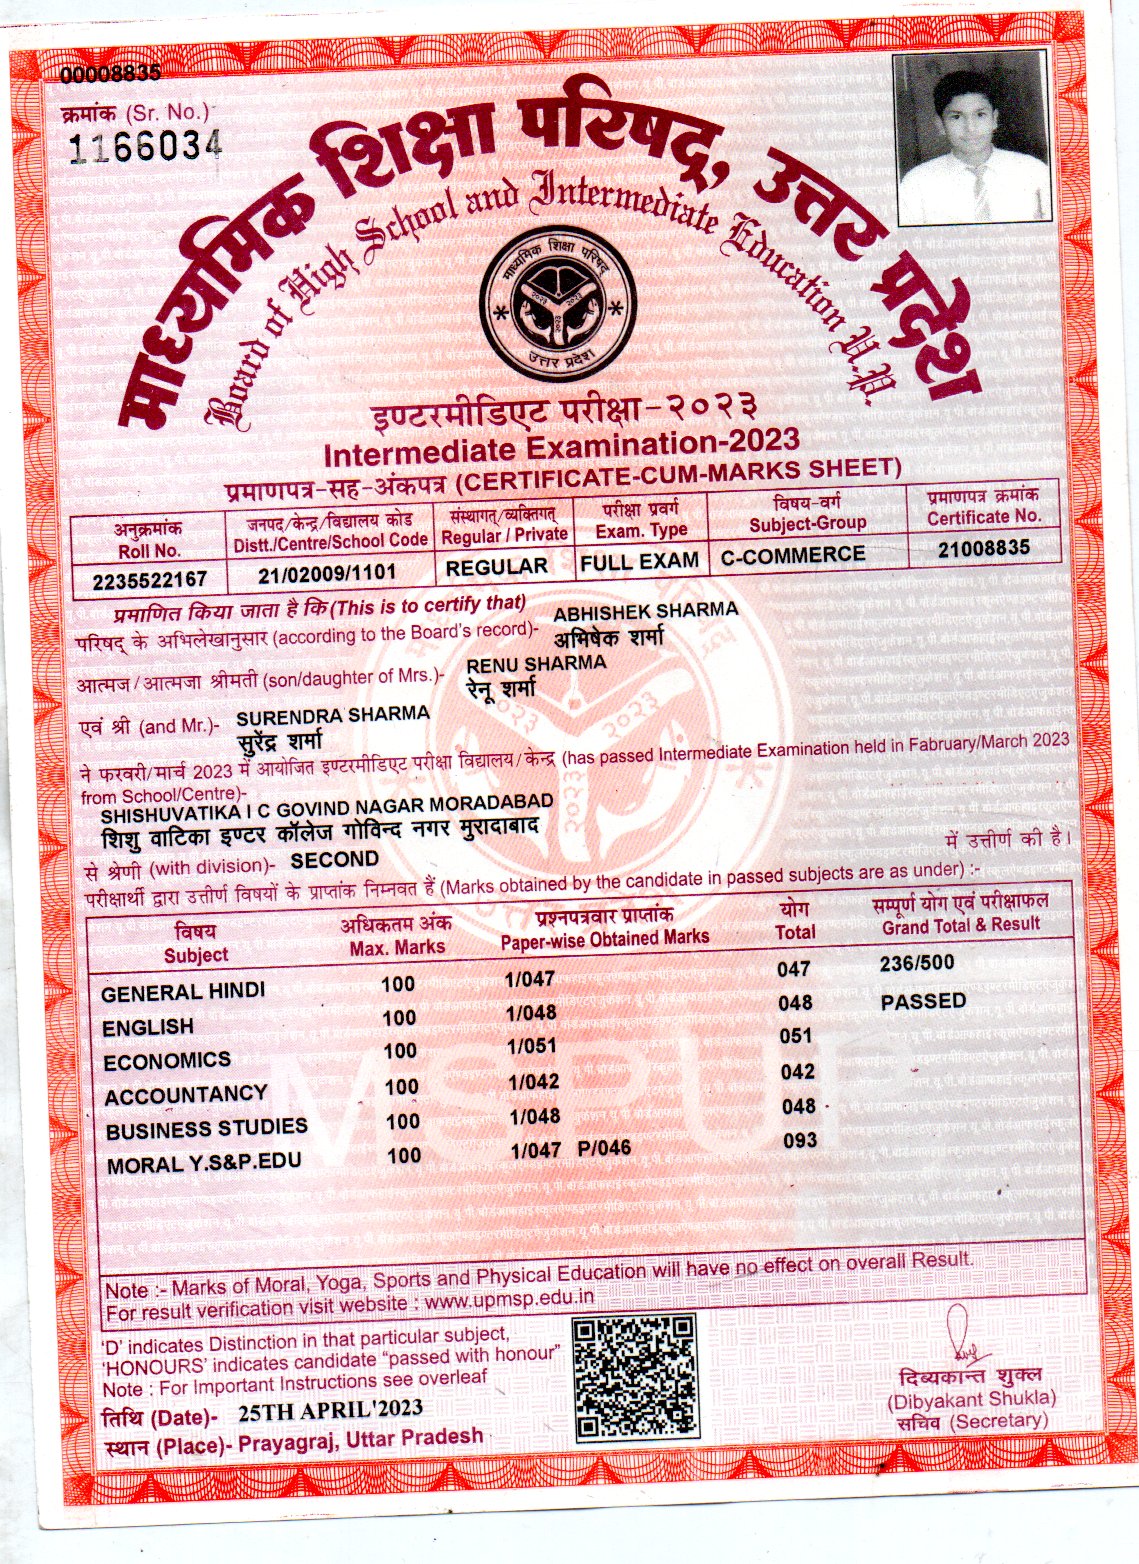 00008835
क्रमांक (Sr. No.)
1166034
माध्यमिक शिक्षा परिषद्, उत्तर प्रदेश
Board of High School and Intermediate Education U.P.
माध्यमिक शिक्षा परिषद
२०२३ २०२३
२०२३
उत्तर प्रदेश
इण्टरमीडिएट परीक्षा-२०२३
Intermediate Examination-2023
प्रमाणपत्र-सह-अंकपत्र (CERTIFICATE-CUM-MARKS SHEET)
अनुक्रमांक जनपद/केन्द्र/विद्यालय कोड संस्थागत्/व्यक्तिगत् परीक्षा प्रवर्ग विषय-वर्ग प्रमाणपत्र क्रमांक
Roll No. Distt./Centre/School Code Regular / Private Exam. Type Subject-Group Certificate No.
2235522167 21/02009/1101 REGULAR FULL EXAM C-COMMERCE 21008835
प्रमाणित किया जाता है कि (This is to certify that) ABHISHEK SHARMA
परिषद् के अभिलेखानुसार (according to the Board's record)- अभिषेक शर्मा
RENU SHARMA
आत्मज/आत्मजा श्रीमती (son/daughter of Mrs.)- रेनू शर्मा
एवं श्री (and Mr.)- SURENDRA SHARMA
सुरेंद्र शर्मा
ने फरवरी/मार्च 2023 में आयोजित इण्टरमीडिएट परीक्षा विद्यालय/केन्द्र (has passed Intermediate Examination held in Fabruary/March 2023
from School/Centre)-
SHISHUVATIKA I C GOVIND NAGAR MORADABAD
शिशु वाटिका इण्टर कॉलेज गोविन्द नगर मुरादाबाद
से श्रेणी (with division)- SECOND में उत्तीर्ण की है।
परीक्षार्थी द्वारा उत्तीर्ण विषयों के प्राप्तांक निम्नवत हैं (Marks obtained by the candidate in passed subjects are as under) :-
विषय अधिकतम अंक प्रश्नपत्रवार प्राप्तांक योग सम्पूर्ण योग एवं परीक्षाफल
Subject Max. Marks Paper-wise Obtained Marks Total Grand Total & Result
GENERAL HINDI 100 1/047 047 236/500
ENGLISH 100 1/048 048 PASSED
ECONOMICS 100 1/051 051
ACCOUNTANCY 100 1/042 042
BUSINESS STUDIES 100 1/048 048
MORAL Y.S&P.EDU 100 1/047 P/046 093
Note :- Marks of Moral, Yoga, Sports and Physical Education will have no effect on overall Result.
For result verification visit website : www.upmsp.edu.in
'D' indicates Distinction in that particular subject,
'HONOURS' indicates candidate "passed with honour"
Note : For Important Instructions see overleaf
तिथि (Date)- 25TH APRIL'2023
स्थान (Place)- Prayagraj, Uttar Pradesh
दिव्यकान्त शुक्ल
(Dibyakant Shukla)
सचिव (Secretary)